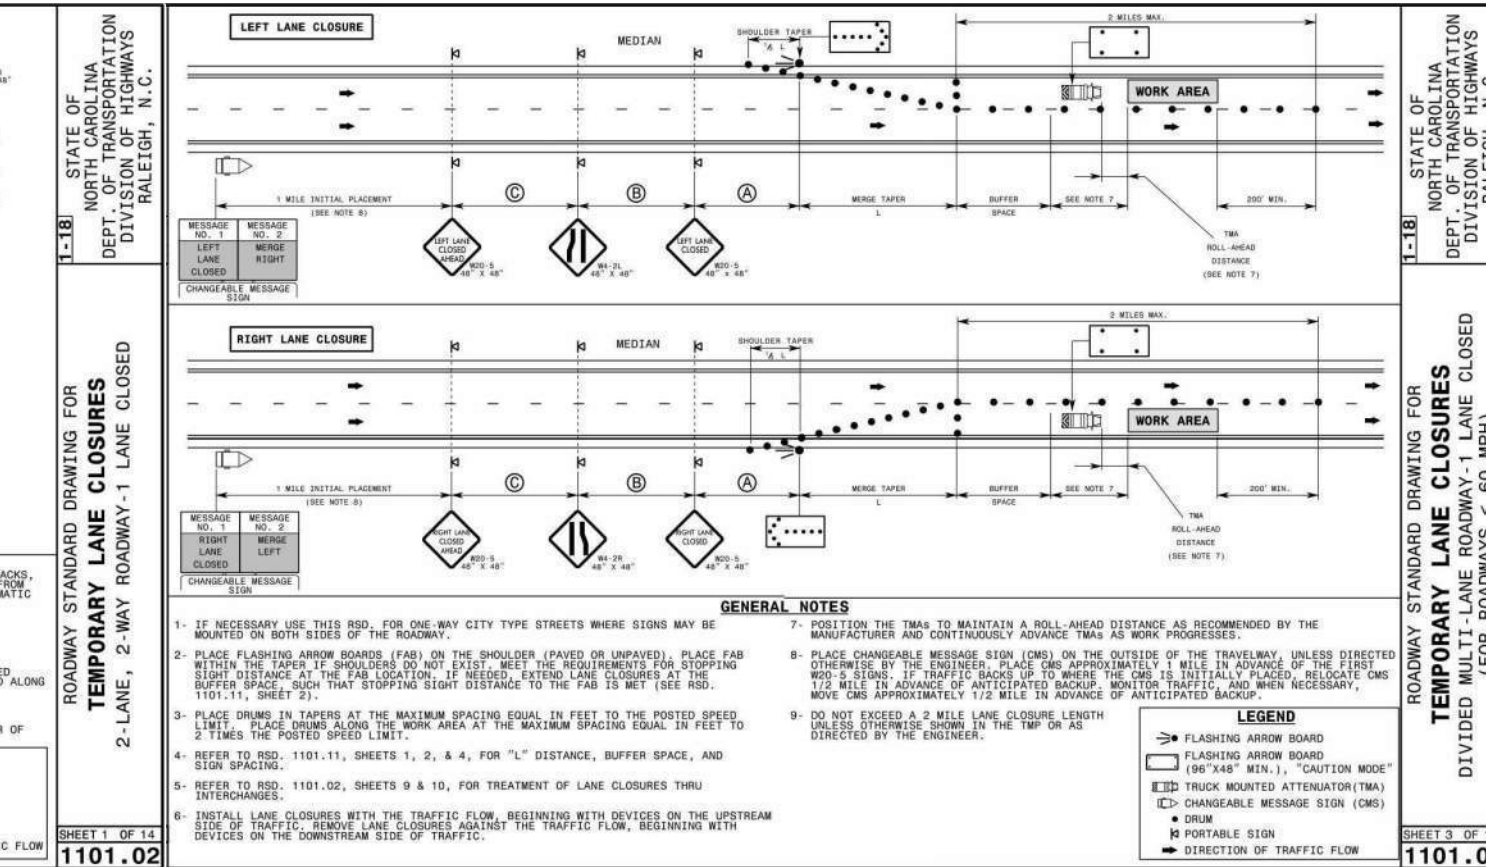 STATE OF
NORTH CAROLINA
DEPT. OF TRANSPORTATION
DIVISION OF HIGHWAYS
RALEIGH, N.C.
1-18
ROADWAY STANDARD DRAWING FOR
TEMPORARY LANE CLOSURES
2-LANE, 2-WAY ROADWAY-1 LANE CLOSED
SHEET 1 OF 14
1101.02
ACKS,
FROM
MATIC
ED
D ALONG
R OF
C FLOW
LEFT LANE CLOSURE
MEDIAN
SHOULDER TAPER
⅓ L
2 MILES MAX.
WORK AREA
C
B
A
1 MILE INITIAL PLACEMENT
(SEE NOTE 8)
MERGE TAPER
L
BUFFER
SPACE
SEE NOTE 7
200' MIN.
TMA
ROLL-AHEAD
DISTANCE
(SEE NOTE 7)
MESSAGE NO. 1
MESSAGE NO. 2
LEFT
LANE
CLOSED
MERGE
RIGHT
CHANGEABLE MESSAGE
SIGN
LEFT LANE
CLOSED
AHEAD
W20-5
48" X 48"
W4-2L
48" X 48"
LEFT LANE
CLOSED
W20-5
48" x 48"
RIGHT LANE CLOSURE
MEDIAN
SHOULDER TAPER
⅓ L
2 MILES MAX.
WORK AREA
C
B
A
1 MILE INITIAL PLACEMENT
(SEE NOTE 8)
MERGE TAPER
L
BUFFER
SPACE
SEE NOTE 7
200' MIN.
TMA
ROLL-AHEAD
DISTANCE
(SEE NOTE 7)
MESSAGE NO. 1
MESSAGE NO. 2
RIGHT
LANE
CLOSED
MERGE
LEFT
CHANGEABLE MESSAGE
SIGN
RIGHT LANE
CLOSED
AHEAD
W20-5
48" X 48"
W4-2R
48" X 48"
RIGHT LANE
CLOSED
W20-5
48" X 48"
GENERAL NOTES
1- IF NECESSARY USE THIS RSD. FOR ONE-WAY CITY TYPE STREETS WHERE SIGNS MAY BE
MOUNTED ON BOTH SIDES OF THE ROADWAY.
2- PLACE FLASHING ARROW BOARDS (FAB) ON THE SHOULDER (PAVED OR UNPAVED). PLACE FAB
WITHIN THE TAPER IF SHOULDERS DO NOT EXIST. MEET THE REQUIREMENTS FOR STOPPING
SIGHT DISTANCE AT THE FAB LOCATION. IF NEEDED, EXTEND LANE CLOSURES AT THE
BUFFER SPACE, SUCH THAT STOPPING SIGHT DISTANCE TO THE FAB IS MET (SEE RSD.
1101.11, SHEET 2).
3- PLACE DRUMS IN TAPERS AT THE MAXIMUM SPACING EQUAL IN FEET TO THE POSTED SPEED
LIMIT. PLACE DRUMS ALONG THE WORK AREA AT THE MAXIMUM SPACING EQUAL IN FEET TO
2 TIMES THE POSTED SPEED LIMIT.
4- REFER TO RSD. 1101.11, SHEETS 1, 2, & 4, FOR "L" DISTANCE, BUFFER SPACE, AND
SIGN SPACING.
5- REFER TO RSD. 1101.02, SHEETS 9 & 10, FOR TREATMENT OF LANE CLOSURES THRU
INTERCHANGES.
6- INSTALL LANE CLOSURES WITH THE TRAFFIC FLOW, BEGINNING WITH DEVICES ON THE UPSTREAM
SIDE OF TRAFFIC. REMOVE LANE CLOSURES AGAINST THE TRAFFIC FLOW, BEGINNING WITH
DEVICES ON THE DOWNSTREAM SIDE OF TRAFFIC.
7- POSITION THE TMAs TO MAINTAIN A ROLL-AHEAD DISTANCE AS RECOMMENDED BY THE
MANUFACTURER AND CONTINUOUSLY ADVANCE TMAs AS WORK PROGRESSES.
8- PLACE CHANGEABLE MESSAGE SIGN (CMS) ON THE OUTSIDE OF THE TRAVELWAY, UNLESS DIRECTED
OTHERWISE BY THE ENGINEER. PLACE CMS APPROXIMATELY 1 MILE IN ADVANCE OF THE FIRST
W20-5 SIGNS. IF TRAFFIC BACKS UP TO WHERE THE CMS IS INITIALLY PLACED, RELOCATE CMS
1/2 MILE IN ADVANCE OF ANTICIPATED BACKUP. MONITOR TRAFFIC, AND WHEN NECESSARY,
MOVE CMS APPROXIMATELY 1/2 MILE IN ADVANCE OF ANTICIPATED BACKUP.
9- DO NOT EXCEED A 2 MILE LANE CLOSURE LENGTH
UNLESS OTHERWISE SHOWN IN THE TMP OR AS
DIRECTED BY THE ENGINEER.
LEGEND
FLASHING ARROW BOARD
FLASHING ARROW BOARD
(96"X48" MIN.), "CAUTION MODE"
TRUCK MOUNTED ATTENUATOR(TMA)
CHANGEABLE MESSAGE SIGN (CMS)
DRUM
PORTABLE SIGN
DIRECTION OF TRAFFIC FLOW
STATE OF
NORTH CAROLINA
DEPT. OF TRANSPORTATION
DIVISION OF HIGHWAYS
1-18
ROADWAY STANDARD DRAWING FOR
TEMPORARY LANE CLOSURES
DIVIDED MULTI-LANE ROADWAY-1 LANE CLOSED
SHEET 3 OF
1101.0